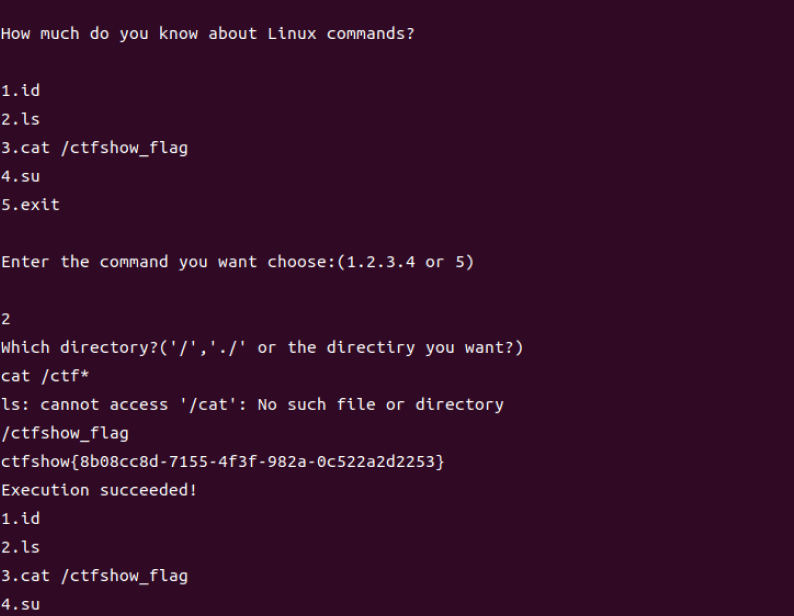 How much do you know about Linux commands?
1.id
2.ls
3.cat /ctfshow_flag
4.su
5.exit
Enter the command you want choose:(1.2.3.4 or 5)
2
Which directory?('/','./' or the directiry you want?)
cat /ctf*
ls: cannot access '/cat': No such file or directory
/ctfshow_flag
ctfshow{8b08cc8d-7155-4f3f-982a-0c522a2d2253}
Execution succeeded!
1.id
2.ls
3.cat /ctfshow_flag
4.su